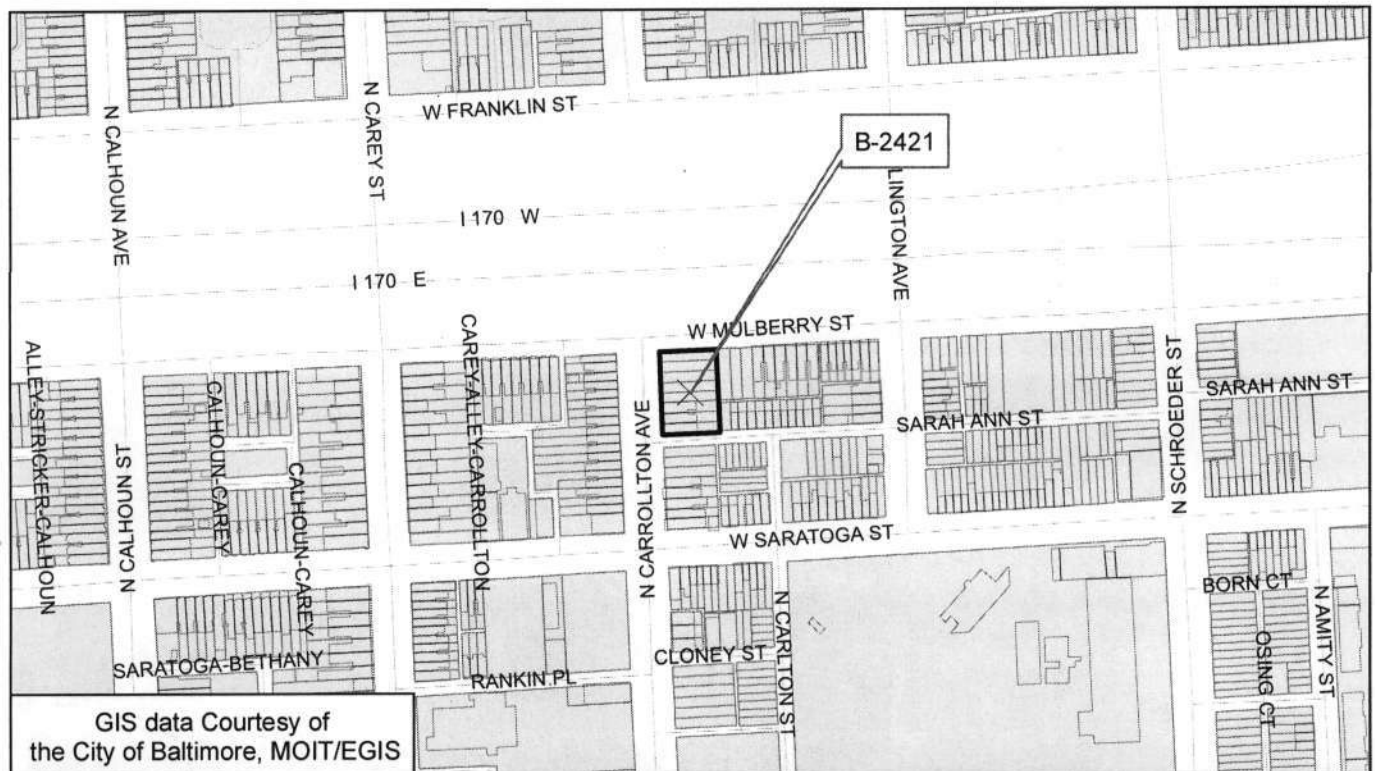 W FRANKLIN ST
N CALHOUN AVE
N CAREY ST
B-2421
LINGTON AVE
I 170 W
I 170 E
W MULBERRY ST
ALLEY-STRICKER-CALHOUN
N CALHOUN ST
CALHOUN-CAREY
CALHOUN-CAREY
CAREY-ALLEY-CARROLLTON
N CARROLLTON AVE
SARAH ANN ST
N SCHROEDER ST
SARAH ANN ST
W SARATOGA ST
SARATOGA-BETHANY
RANKIN PL
CLONEY ST
N CARLTON ST
BORN CT
OSING CT
N AMITY ST
GIS data Courtesy of
the City of Baltimore, MOIT/EGIS